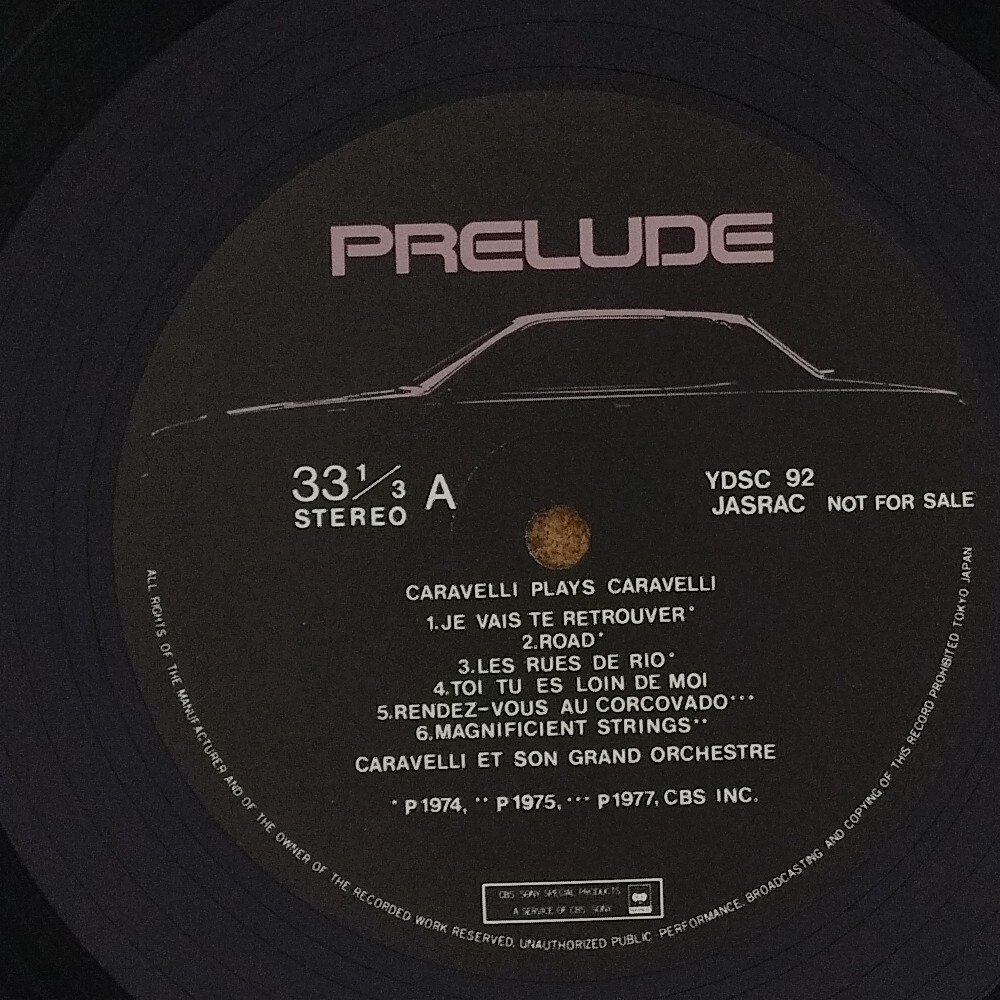 PRELUDE
33 1/3 A
STEREO
YDSC 92
JASRAC NOT FOR SALE
CARAVELLI PLAYS CARAVELLI
1.JE VAIS TE RETROUVER*
2.ROAD*
3.LES RUES DE RIO*
4.TOI TU ES LOIN DE MOI
5.RENDEZ-VOUS AU CORCOVADO***
6.MAGNIFICIENT STRINGS**
CARAVELLI ET SON GRAND ORCHESTRE
* P1974, ** P1975, *** P1977, CBS INC.
CBS SONY SPECIAL PRODUCTS
A SERVICE OF CBS SONY
ALL RIGHTS OF THE MANUFACTURER AND OF THE OWNER OF THE RECORDED WORK RESERVED. UNAUTHORIZED PUBLIC PERFORMANCE, BROADCASTING AND COPYING OF THIS RECORD PROHIBITED TOKYO JAPAN